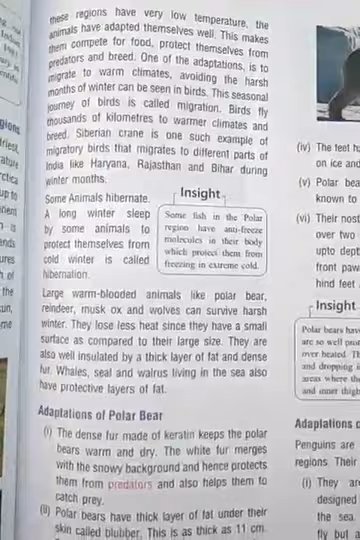 these regions have very low temperature, the
animals have adapted themselves well. This makes
them compete for food, protect themselves from
predators and breed. One of the adaptations, is to
migrate to warm climates, avoiding the harsh
months of winter can be seen in birds. This seasonal
journey of birds is called migration. Birds fly
thousands of kilometres to warmer climates and
breed. Siberian crane is one such example of
migratory birds that migrates to different parts of
India like Haryana, Rajasthan and Bihar during
winter months.
Some Animals hibernate.
A long winter sleep
by some animals to
protect themselves from
cold winter is called
hibernation.
Insight
Some fish in the Polar
region have anti-freeze
molecules in their body
which protect them from
freezing in extreme cold.
Large warm-blooded animals like polar bear,
reindeer, musk ox and wolves can survive harsh
winter. They lose less heat since they have a small
surface as compared to their large size. They are
also well insulated by a thick layer of fat and dense
fur. Whales, seal and walrus living in the sea also
have protective layers of fat.
Adaptations of Polar Bear
(i) The dense fur made of keratin keeps the polar
bears warm and dry. The white fur merges
with the snowy background and hence protects
them from predators and also helps them to
catch prey.
(ii) Polar bears have thick layer of fat under their
skin called blubber. This is as thick as 11 cm.
(iv) The feet
on ice and
(v) Polar
known to
(vi) Their
over two
upto
front
hind feet
Insight
Polar bears
are so well
over heated.
and dropping
areas where
and inner
Adaptations
Penguins are
regions. Their
(i) They
designed
the sea.
fly but